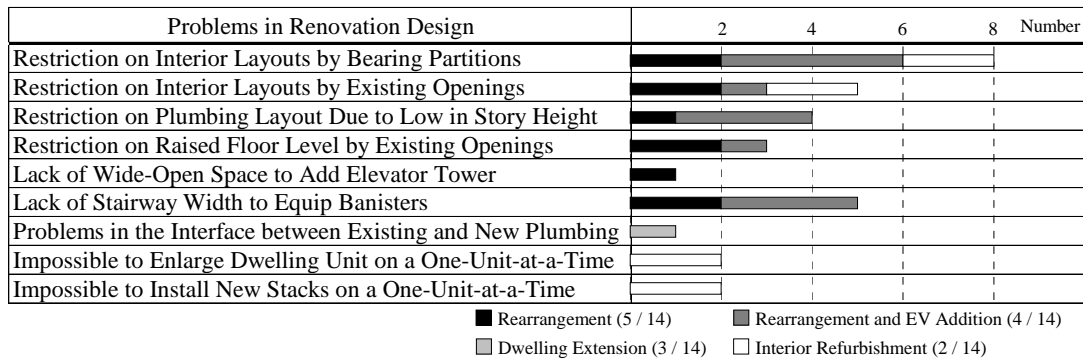 Problems in Renovation Design 2 4 6 8 Number
Restriction on Interior Layouts by Bearing Partitions
Restriction on Interior Layouts by Existing Openings
Restriction on Plumbing Layout Due to Low in Story Height
Restriction on Raised Floor Level by Existing Openings
Lack of Wide-Open Space to Add Elevator Tower
Lack of Stairway Width to Equip Banisters
Problems in the Interface between Existing and New Plumbing
Impossible to Enlarge Dwelling Unit on a One-Unit-at-a-Time
Impossible to Install New Stacks on a One-Unit-at-a-Time
Rearrangement (5 / 14) Rearrangement and EV Addition (4 / 14)
Dwelling Extension (3 / 14) Interior Refurbishment (2 / 14)